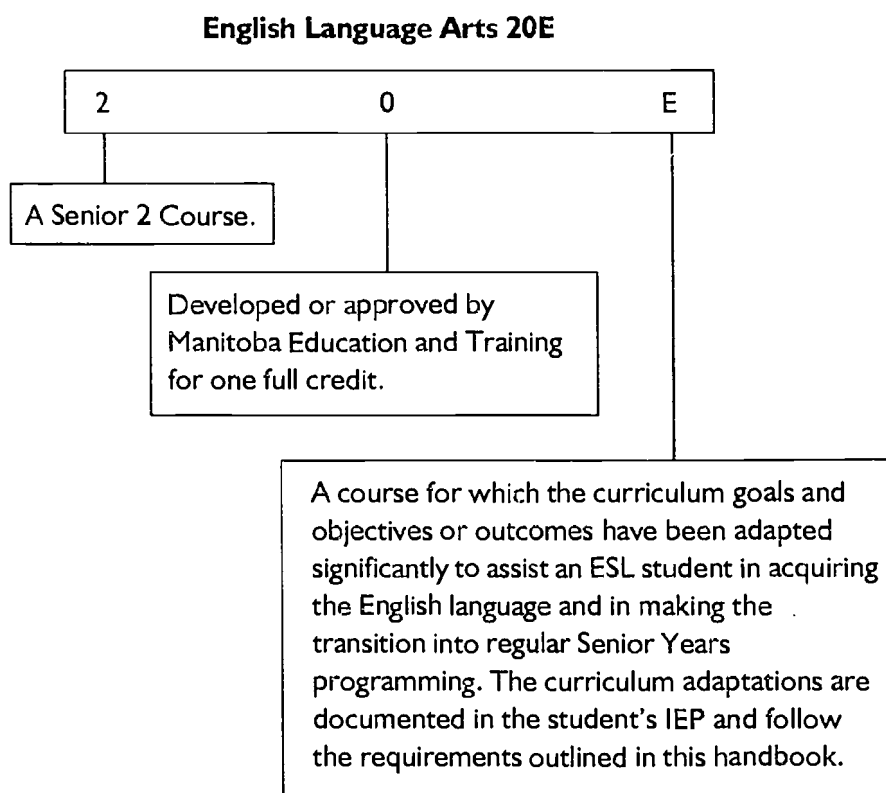 English Language Arts 20E
2 0 E
A Senior 2 Course.
Developed or approved by
Manitoba Education and Training
for one full credit.
A course for which the curriculum goals and
objectives or outcomes have been adapted
significantly to assist an ESL student in acquiring
the English language and in making the
transition into regular Senior Years
programming. The curriculum adaptations are
documented in the student's IEP and follow
the requirements outlined in this handbook.